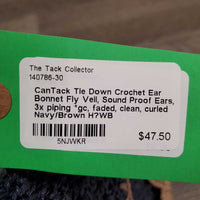 The Tack Collector
140786-30
CanTack Tie Down Crochet Ear
Bonnet Fly Veil, Sound Proof Ears,
3x piping *gc, faded, clean, curled
Navy/Brown H?WB
5NJWKR
$47.50